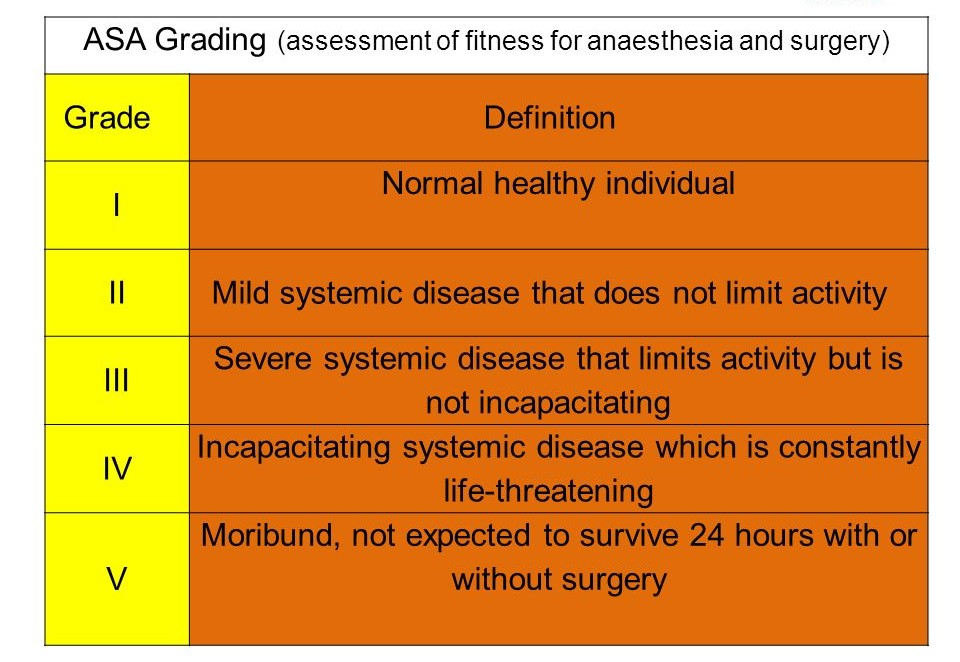 ASA Grading (assessment of fitness for anaesthesia and surgery)
Grade
Definition
I
Normal healthy individual
II
Mild systemic disease that does not limit activity
III
Severe systemic disease that limits activity but is
not incapacitating
IV
Incapacitating systemic disease which is constantly
life-threatening
V
Moribund, not expected to survive 24 hours with or
without surgery